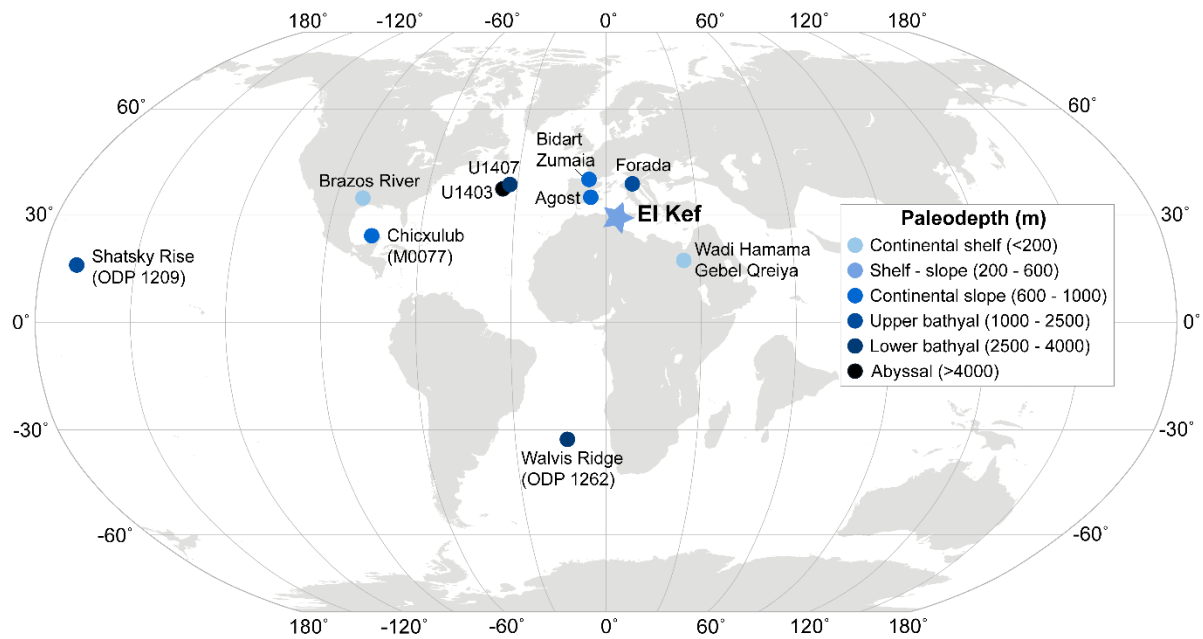 180° -120° -60° 0° 60° 120° 180°
60° 60°
Bidart
Zumaia
U1407
Forada
Brazos River
U1403
Agost
30° 30°
El Kef
Paleodepth (m)
Continental shelf (<200)
Shelf - slope (200 - 600)
Continental slope (600 - 1000)
Upper bathyal (1000 - 2500)
Lower bathyal (2500 - 4000)
Abyssal (>4000)
Chicxulub
(M0077)
Wadi Hamama
Gebel Qreiya
Shatsky Rise
(ODP 1209)
0° 0°
-30° -30°
Walvis Ridge
(ODP 1262)
-60° -60°
180° -120° -60° 0° 60° 120° 180°